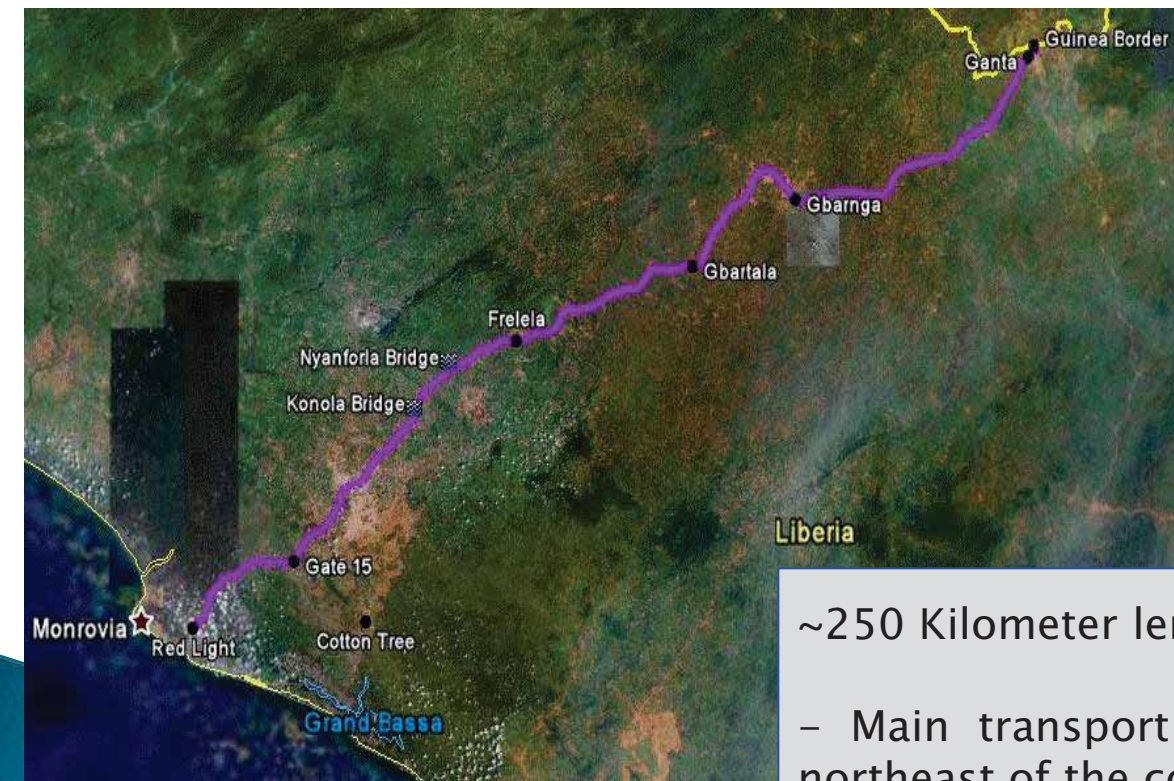 Guinea Border
Ganta
Gbarnga
Gbartala
Frelela
Nyanforla Bridge
Konola Bridge
Liberia
Gate 15
Monrovia
Red Light
Cotton Tree
Grand Bassa
~250 Kilometer
– Main transport
northeast of the